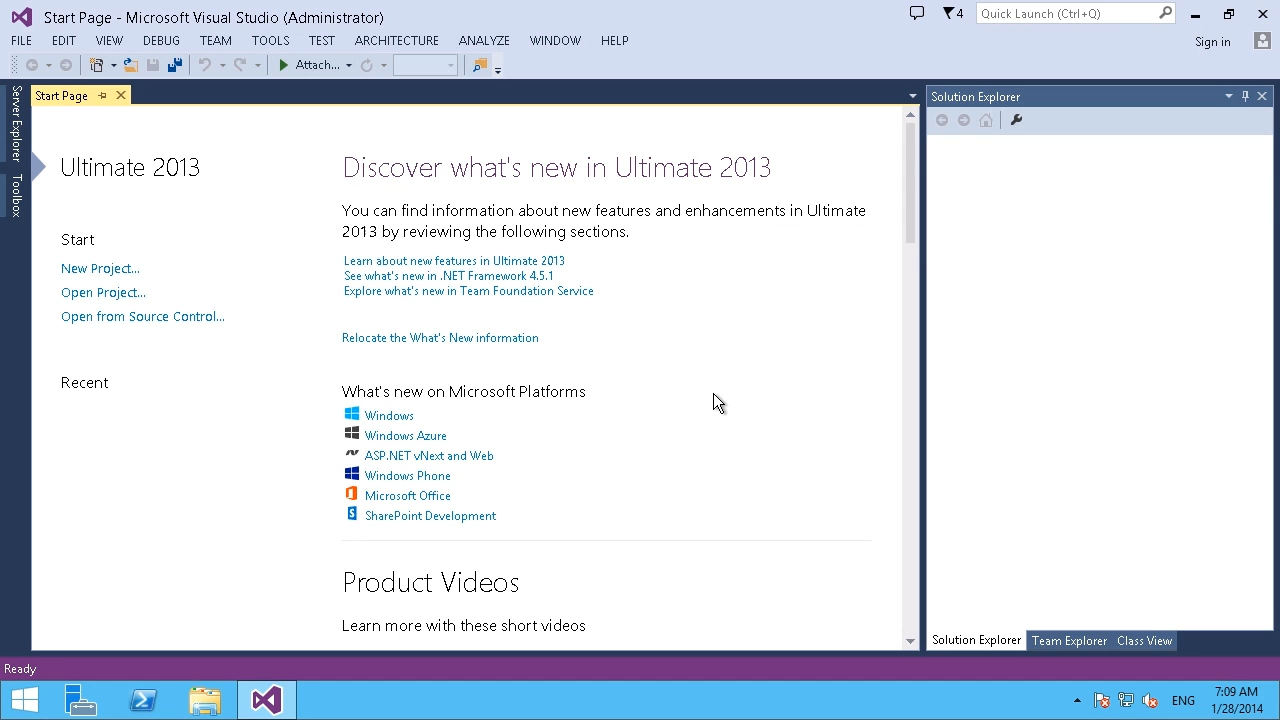 Start Page - Microsoft Visual Studio (Administrator)
4
Quick Launch (Ctrl+Q)
FILE EDIT VIEW DEBUG TEAM TOOLS TEST ARCHITECTURE ANALYZE WINDOW HELP
Sign in
Attach...
Server Explorer
Toolbox
Start Page
Solution Explorer
Ultimate 2013
Start
New Project...
Open Project...
Open from Source Control...
Recent
Discover what's new in Ultimate 2013
You can find information about new features and enhancements in Ultimate
2013 by reviewing the following sections.
Learn about new features in Ultimate 2013
See what's new in .NET Framework 4.5.1
Explore what's new in Team Foundation Service
Relocate the What's New information
What's new on Microsoft Platforms
Windows
Windows Azure
ASP.NET vNext and Web
Windows Phone
Microsoft Office
SharePoint Development
Product Videos
Learn more with these short videos
Solution Explorer Team Explorer Class View
Ready
ENG
7:09 AM
1/28/2014